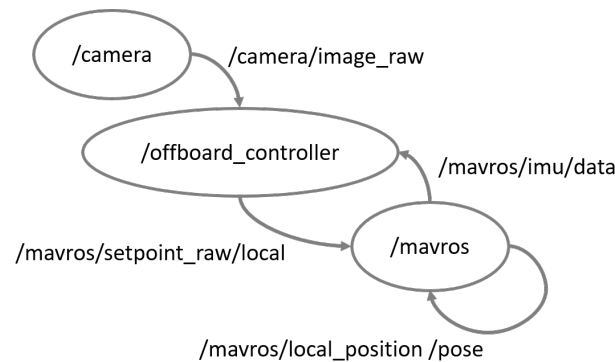 /camera
/camera/image_raw
/offboard_controller
/mavros/imu/data
/mavros/setpoint_raw/local
/mavros
/mavros/local_position /pose